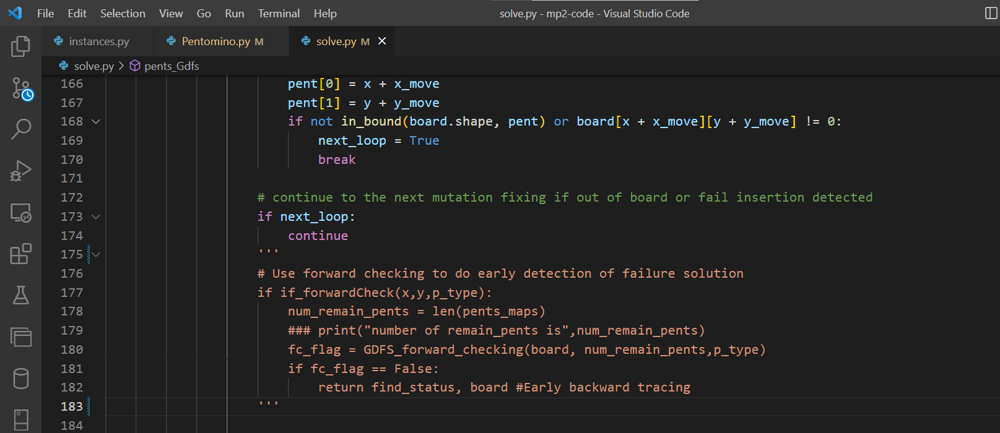 File Edit Selection View Go Run Terminal Help solve.py - mp2-code - Visual Studio Code
instances.py Pentomino.py M solve.py M
solve.py > pents_Gdfs
166 pent[0] = x + x_move
167 pent[1] = y + y_move
168 if not in_bound(board.shape, pent) or board[x + x_move][y + y_move] != 0:
169 next_loop = True
170 break
171
172 # continue to the next mutation fixing if out of board or fail insertion detected
173 if next_loop:
174 continue
175 '''
176 # Use forward checking to do early detection of failure solution
177 if if_forwardCheck(x,y,p_type):
178 num_remain_pents = len(pents_maps)
179 ### print("number of remain_pents is",num_remain_pents)
180 fc_flag = GDFS_forward_checking(board, num_remain_pents,p_type)
181 if fc_flag == False:
182 return find_status, board #Early backward tracing
183 '''
184